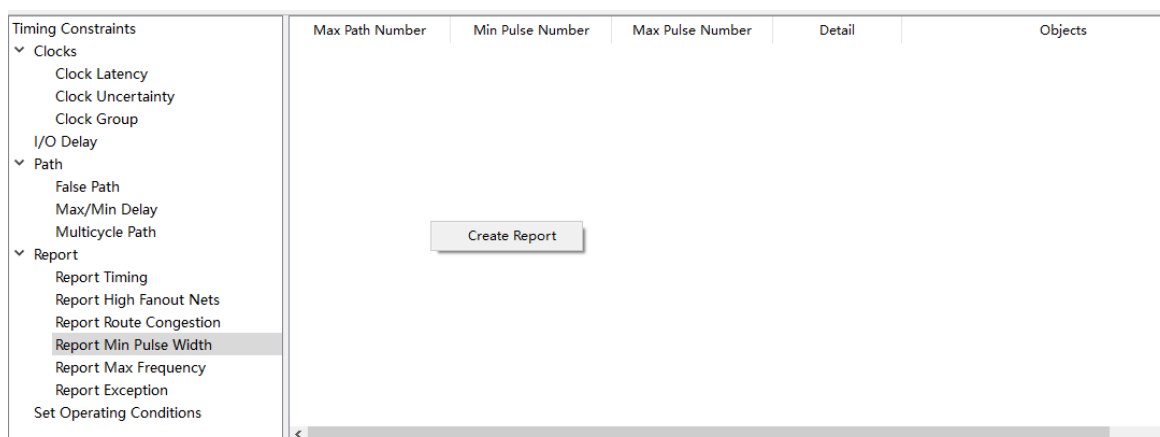 Timing Constraints
Clocks
Clock Latency
Clock Uncertainty
Clock Group
I/O Delay
Path
False Path
Max/Min Delay
Multicycle Path
Report
Report Timing
Report High Fanout Nets
Report Route Congestion
Report Min Pulse Width
Report Max Frequency
Report Exception
Set Operating Conditions
Max Path Number Min Pulse Number Max Pulse Number Detail Objects
Create Report